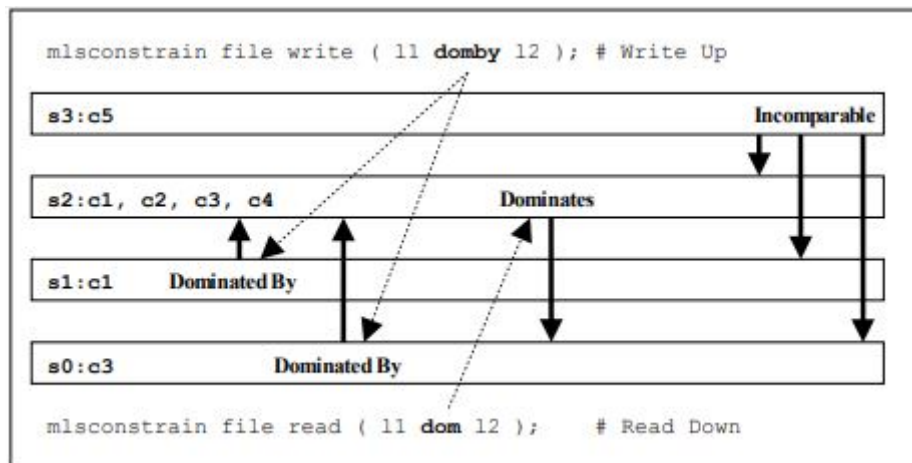 mlsconstrain file write ( l1 domby l2 ); # Write Up
s3:c5 Incomparable
s2:c1, c2, c3, c4 Dominates
s1:c1 Dominated By
s0:c3 Dominated By
mlsconstrain file read ( l1 dom l2 ); # Read Down